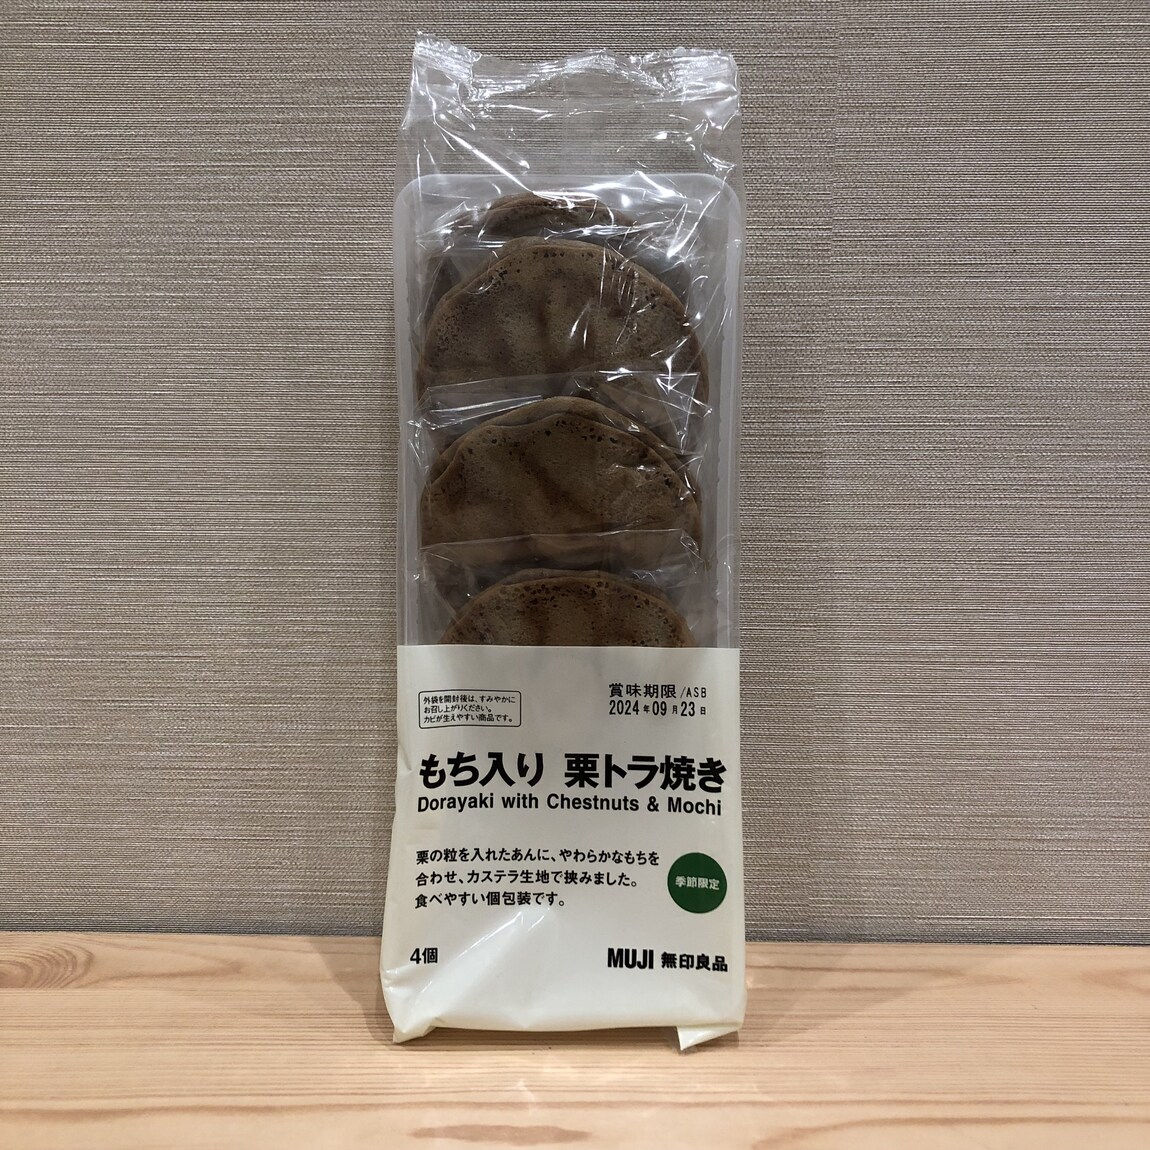 外袋を開封後は、すみやかに
お召し上がりください。
カビが生えやすい商品です。
賞味期限/ASB
2024年09月23日
もち入り 栗トラ焼き
Dorayaki with Chestnuts & Mochi
栗の粒を入れたあんに、やわらかなもちを
合わせ、カステラ生地で挟みました。
食べやすい個包装です。
季節限定
4個
MUJI 無印良品